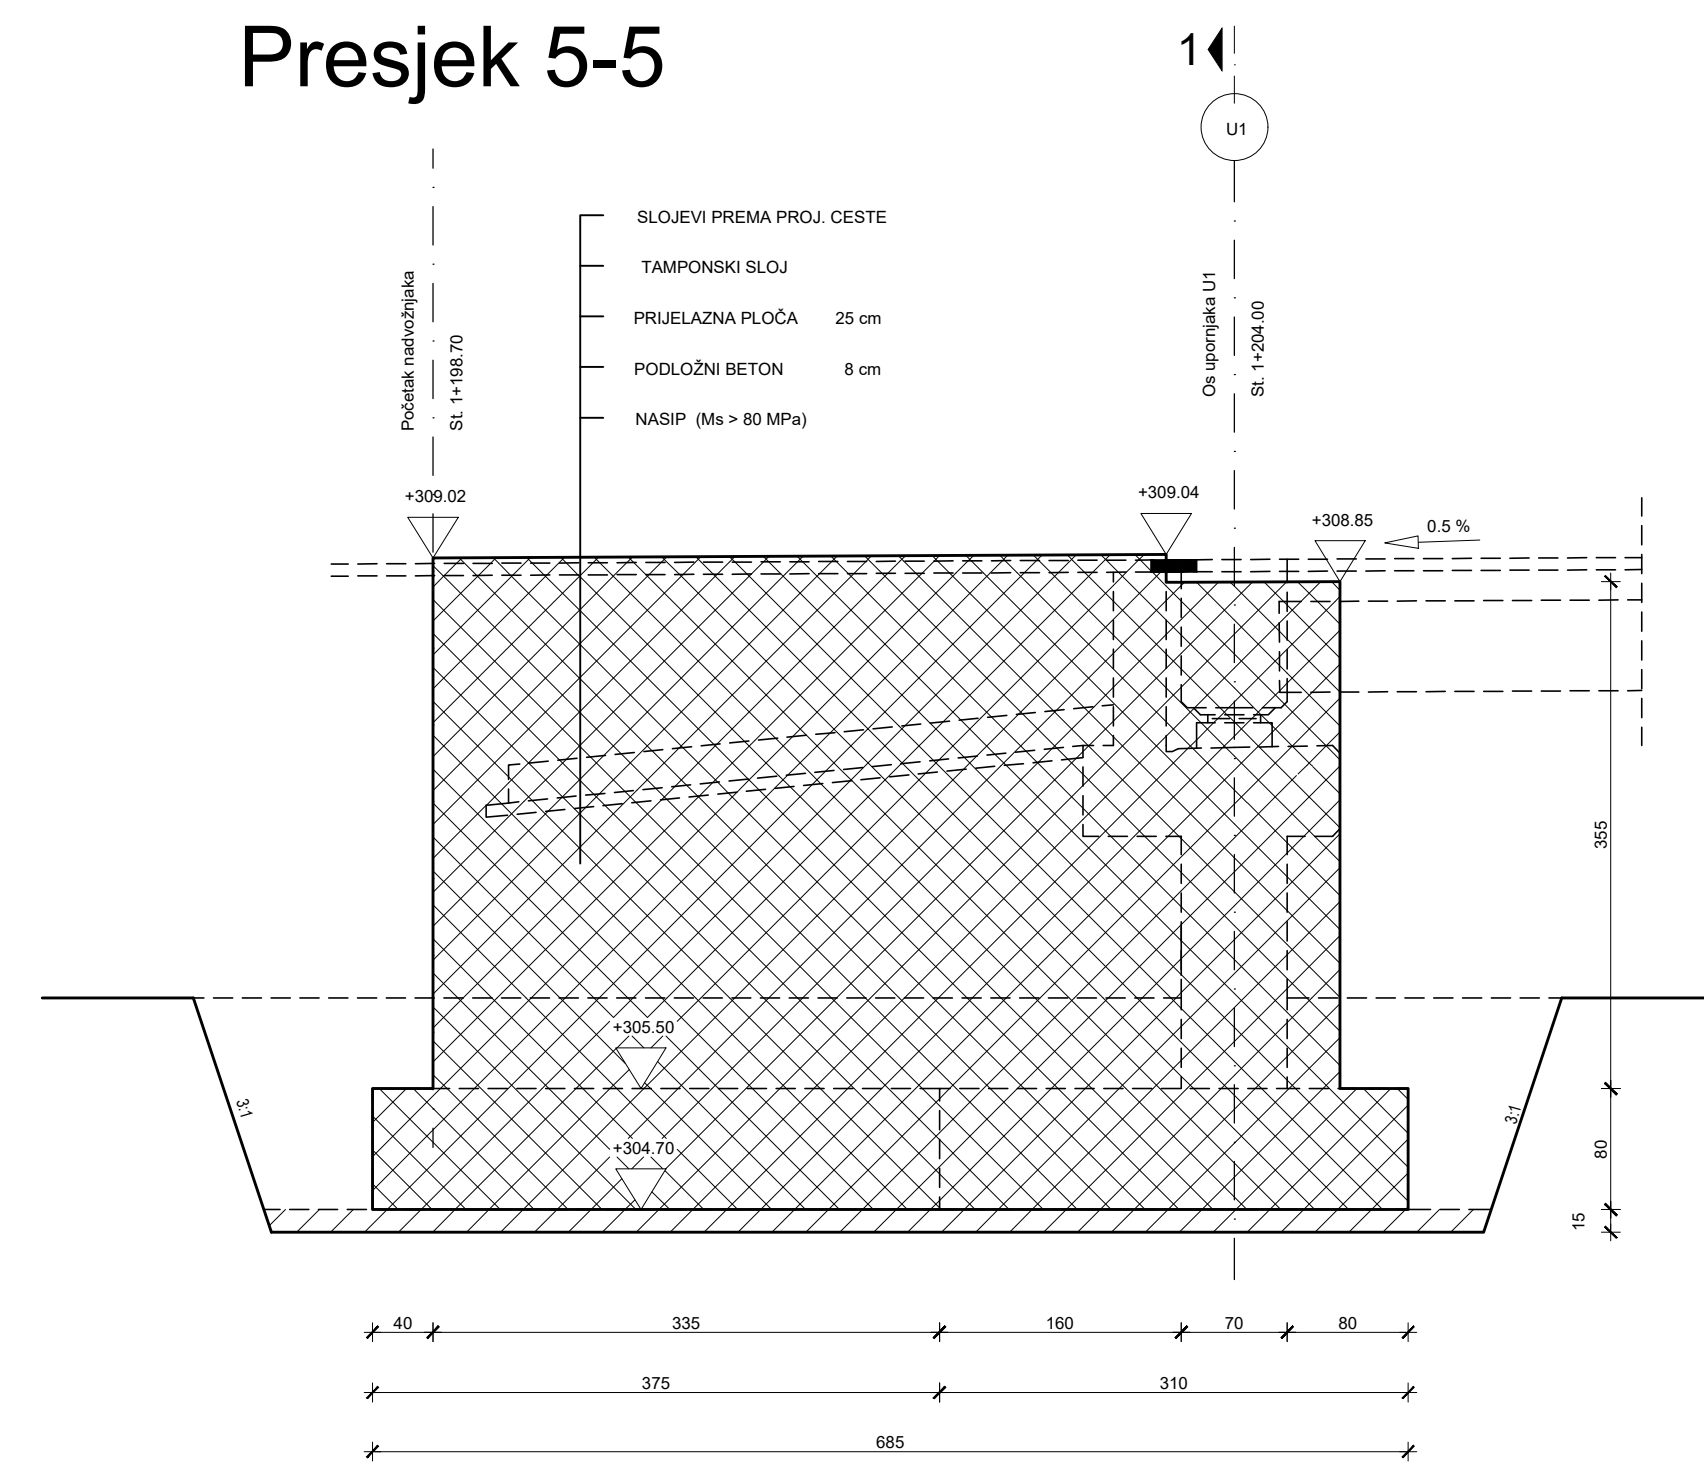 Presjek 5-5
1
U1
SLOJEVI PREMA PROJ. CESTE
TAMPONSKI SLOJ
PRIJELAZNA PLOČA 25 cm
PODLOŽNI BETON 8 cm
NASIP (Ms > 80 MPa)
Početak nadvožnjaka
St. 1+198.70
Os upornjaka U1
St. 1+204.00
+309.02
+309.04
+308.85
0.5 %
355
+305.50
3:1
3:1
+304.70
80
15
40 335 160 70 80
375 310
685